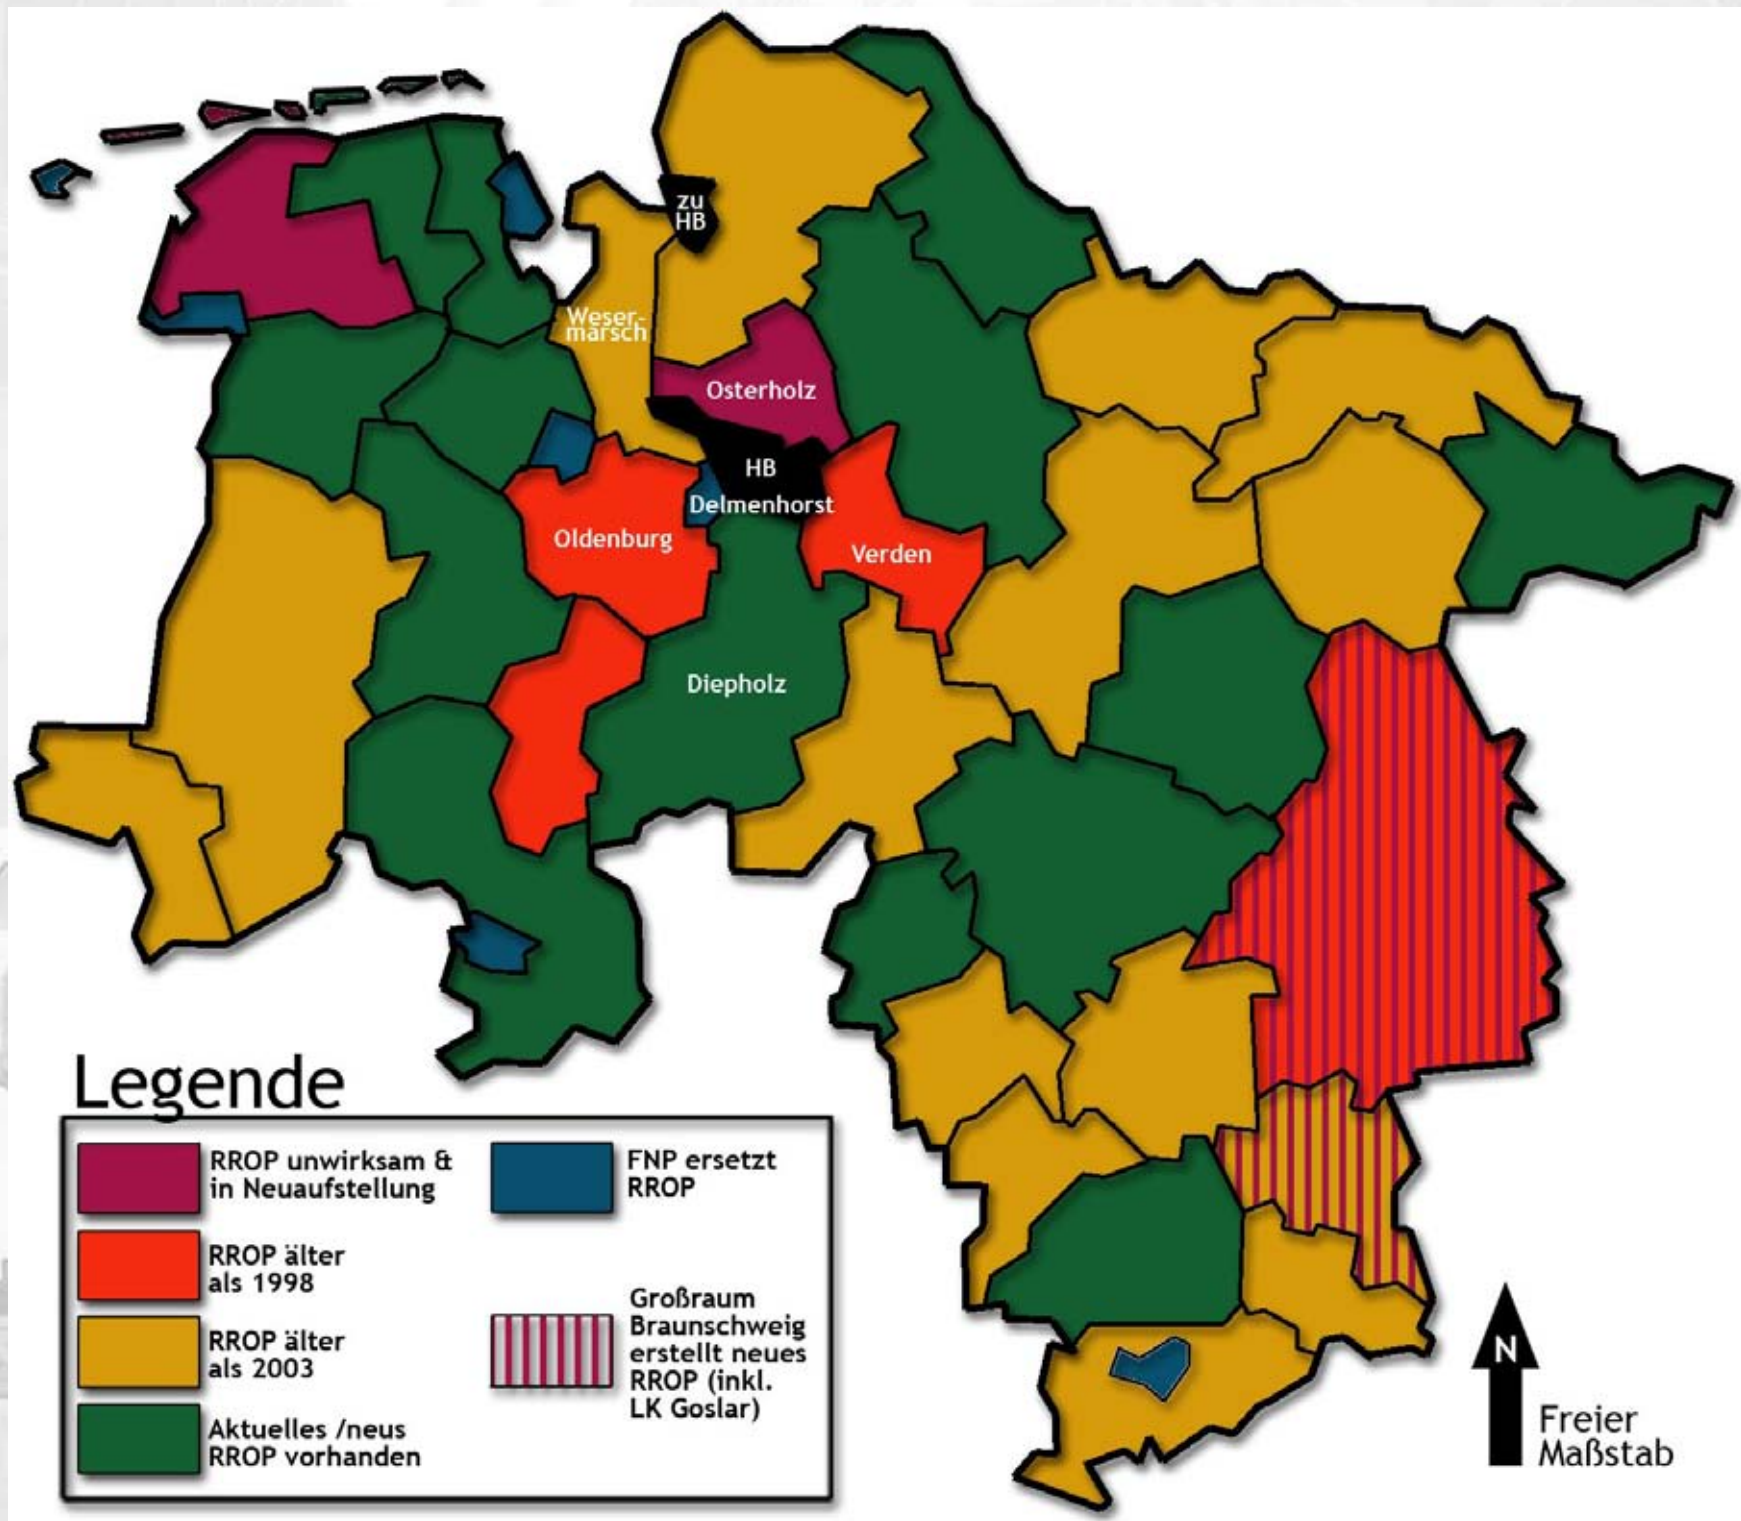 zu
HB
Weser-
marsch
Osterholz
HB
Delmenhorst
Oldenburg
Verden
Diepholz
Legende
RROP unwirksam &
in Neuaufstellung
RROP älter
als 1998
RROP älter
als 2003
Aktuelles /neus
RROP vorhanden
FNP ersetzt
RROP
Großraum
Braunschweig
erstellt neues
RROP (inkl.
LK Goslar)
N
Freier
Maßstab